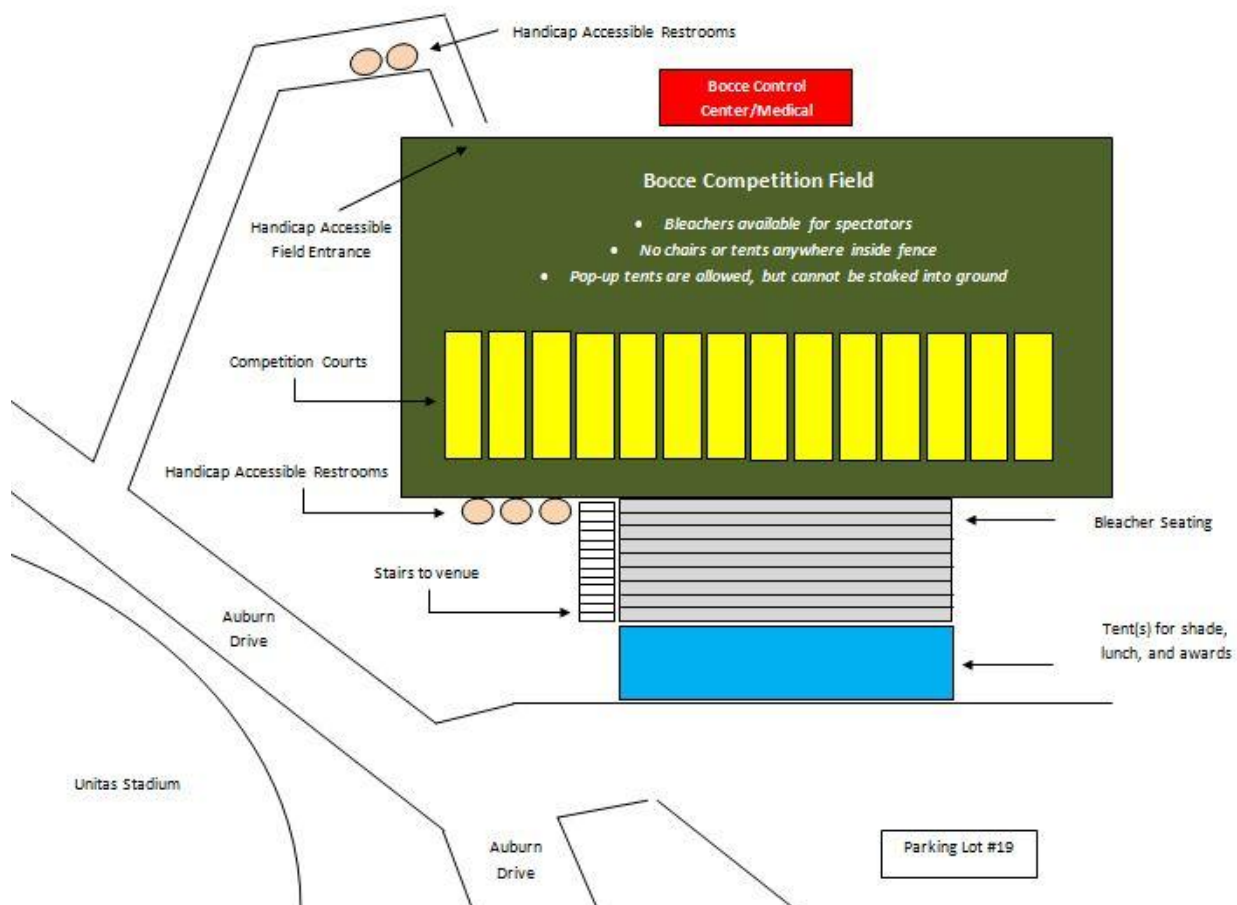 Handicap Accessible Restrooms
Bocce Control
Center/Medical
Bocce Competition Field
• Bleachers available for spectators
• No chairs or tents anywhere inside fence
• Pop-up tents are allowed, but cannot be staked into ground
Handicap Accessible
Field Entrance
Competition Courts
Handicap Accessible Restrooms
Bleacher Seating
Stairs to venue
Auburn
Drive
Tent(s) for shade,
lunch, and awards
Unitas Stadium
Auburn
Drive
Parking Lot #19